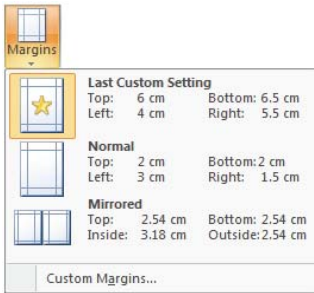 Margins
Last Custom Setting
Top: 6 cm Bottom: 6.5 cm
Left: 4 cm Right: 5.5 cm
Normal
Top: 2 cm Bottom: 2 cm
Left: 3 cm Right: 1.5 cm
Mirrored
Top: 2.54 cm Bottom: 2.54 cm
Inside: 3.18 cm Outside: 2.54 cm
Custom Margins...